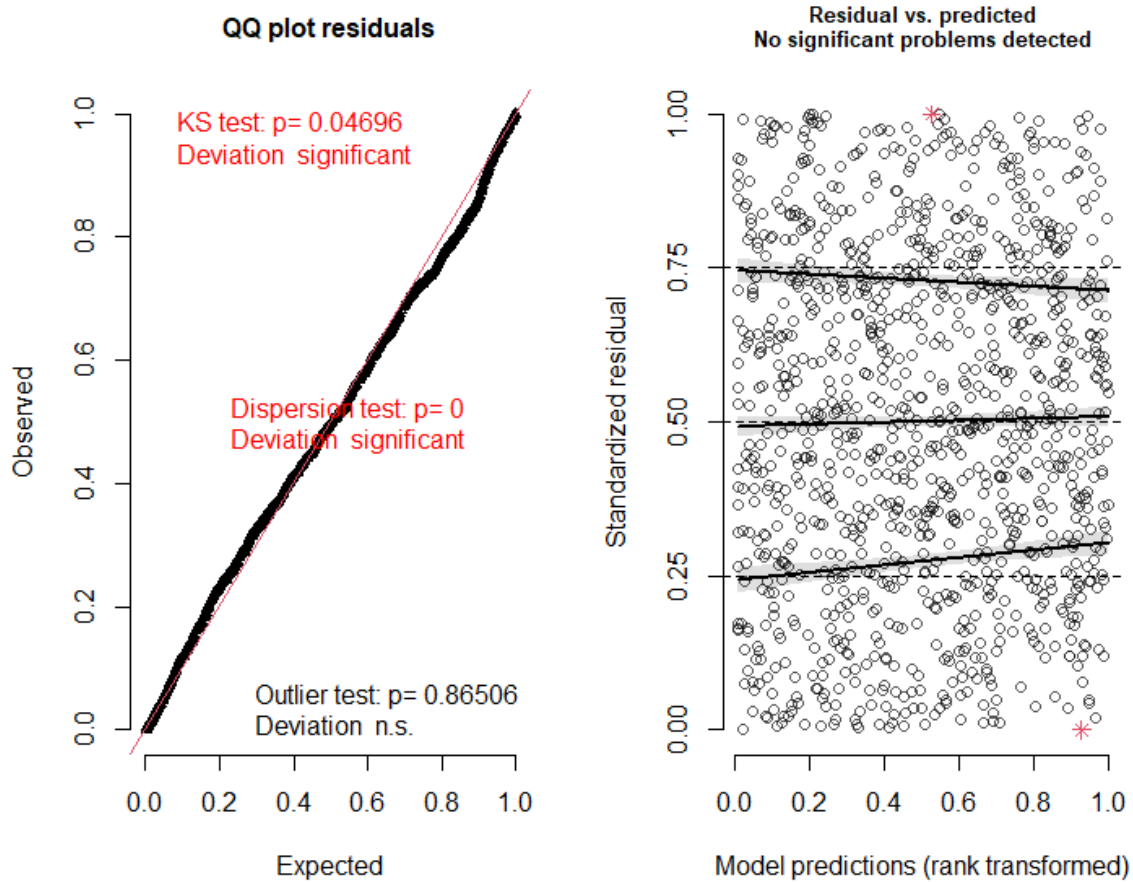 QQ plot residuals
KS test: p= 0.04696
Deviation significant
Dispersion test: p= 0
Deviation significant
Outlier test: p= 0.86506
Deviation n.s.
Observed
0.0
0.2
0.4
0.6
0.8
1.0
0.0 0.2 0.4 0.6 0.8 1.0
Expected
Residual vs. predicted
No significant problems detected
Standardized residual
0.00
0.25
0.50
0.75
1.00
0.0 0.2 0.4 0.6 0.8 1.0
Model predictions (rank transformed)